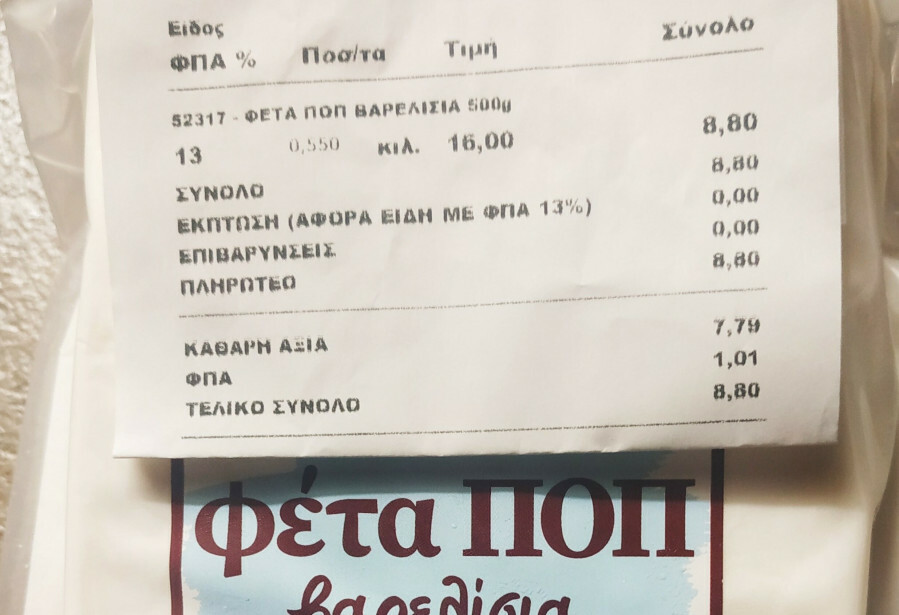 Είδος
ΦΠΑ % Ποσ/τα Τιμή Σύνολο
52317 - ΦΕΤΑ ΠΟΠ ΒΑΡΕΛΙΣΙΑ 500g
13 0,550 κιλ. 16,00 8,80
ΣΥΝΟΛΟ 8,80
ΕΚΠΤΩΣΗ (ΑΦΟΡΑ ΕΙΔΗ ΜΕ ΦΠΑ 13%) 0,00
ΕΠΙΒΑΡΥΝΣΕΙΣ 0,00
ΠΛΗΡΩΤΕΟ 8,80
ΚΑΘΑΡΗ ΑΞΙΑ 7,79
ΦΠΑ 1,01
ΤΕΛΙΚΟ ΣΥΝΟΛΟ 8,80
φέτα ΠΟΠ
βαρελίσια